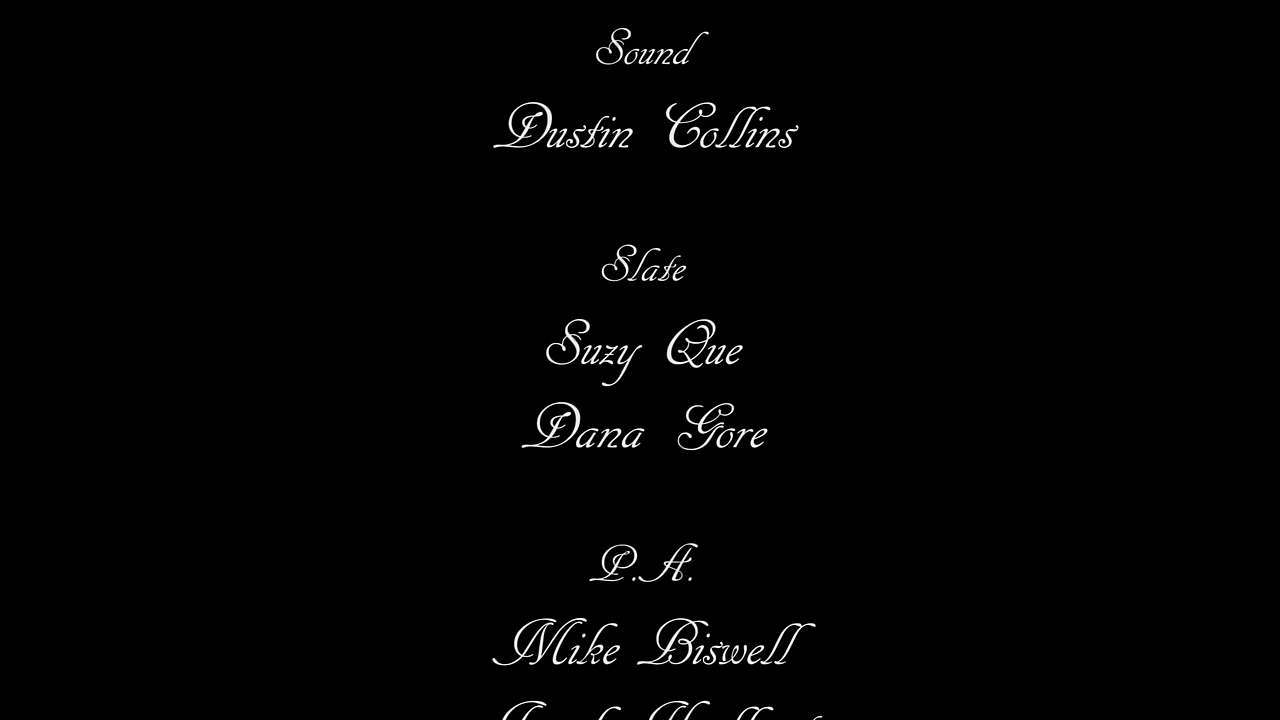 Sound
Dustin Collins
Slate
Suzy Que
Dana Gore
P.A.
Mike Biswell